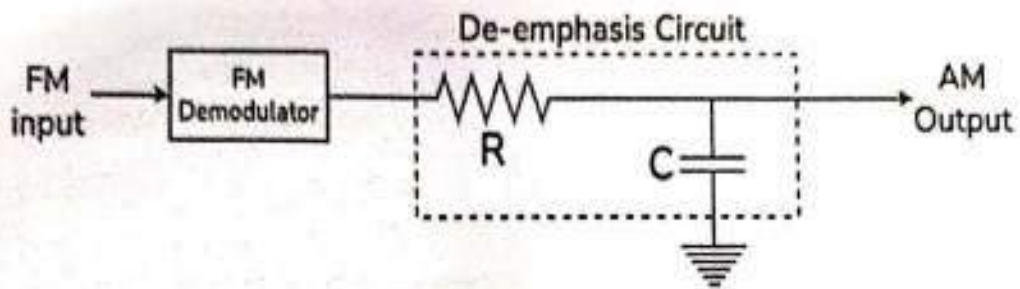 De-emphasis Circuit
FM
input
FM
Demodulator
R
C
AM
Output